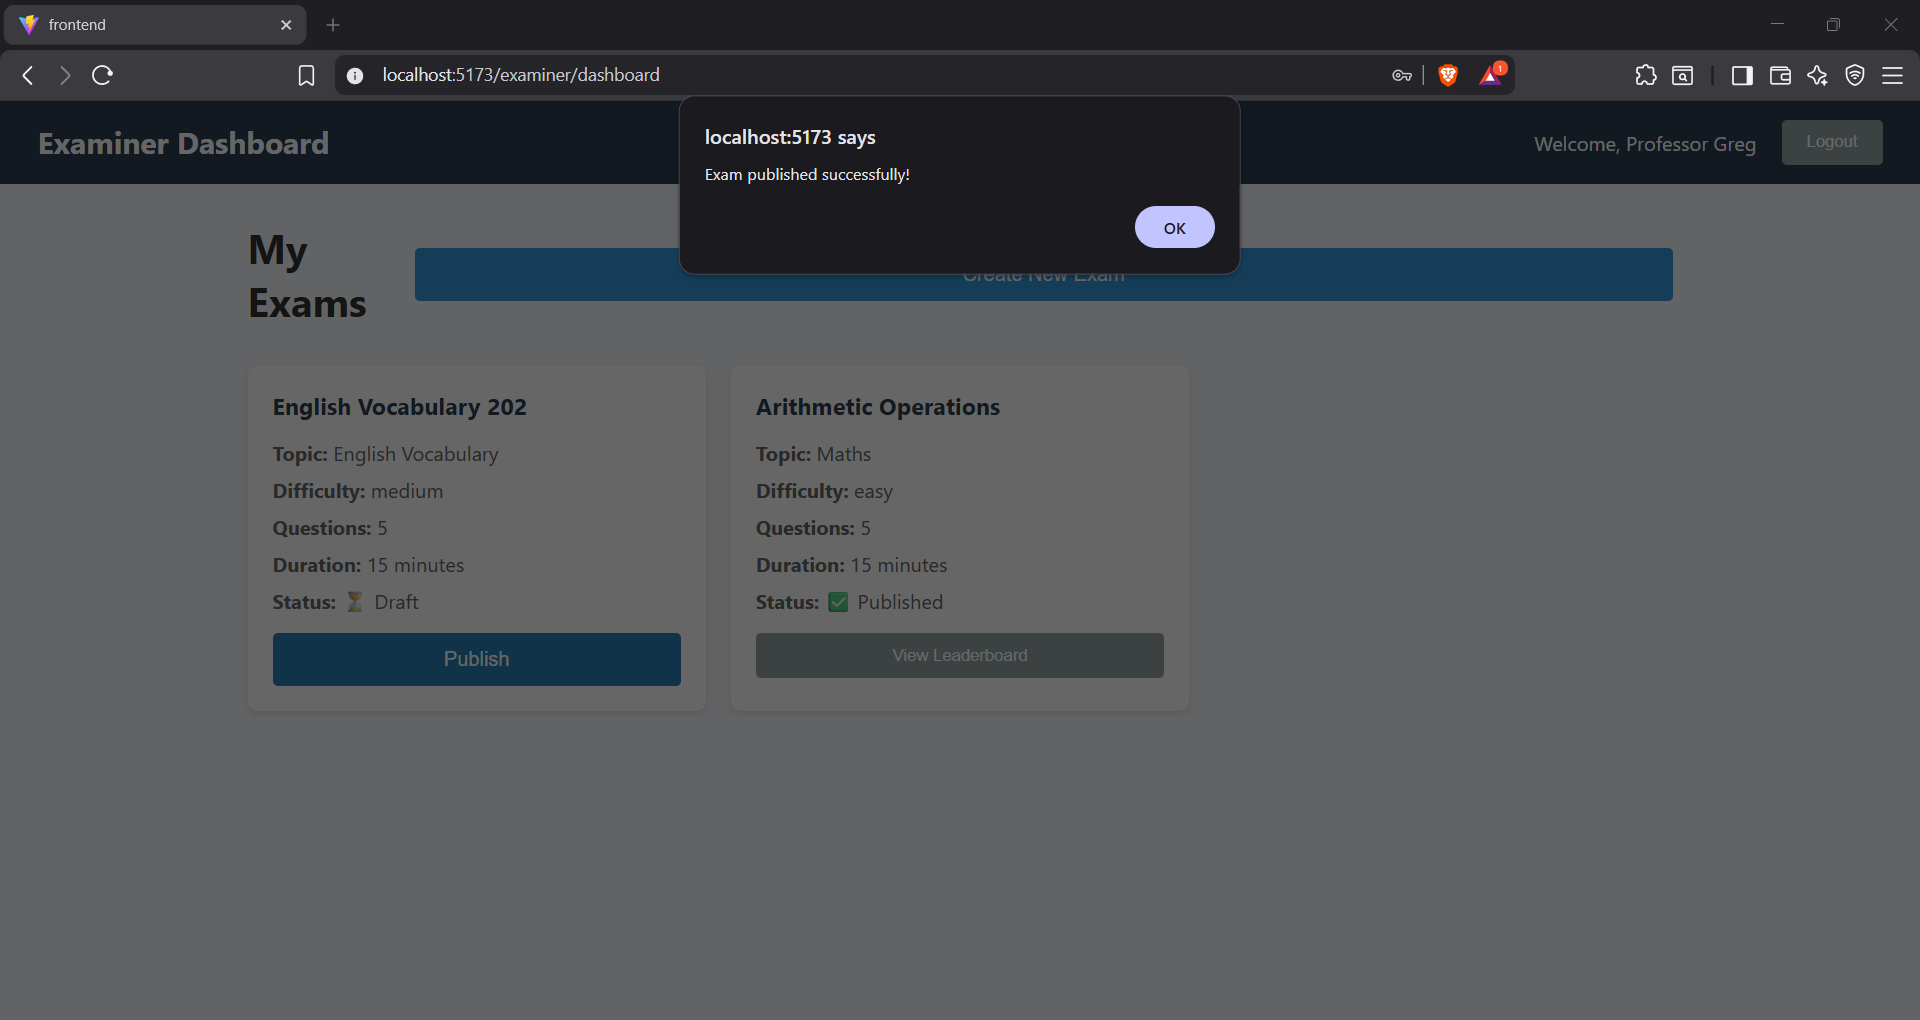 frontend
localhost:5173/examiner/dashboard
1
localhost:5173 says
Exam published successfully!
OK
Examiner Dashboard
Welcome, Professor Greg
Logout
My
Exams
Create New Exam
English Vocabulary 202
Topic: English Vocabulary
Difficulty: medium
Questions: 5
Duration: 15 minutes
Status: ⏳ Draft
Publish
Arithmetic Operations
Topic: Maths
Difficulty: easy
Questions: 5
Duration: 15 minutes
Status: ✅ Published
View Leaderboard